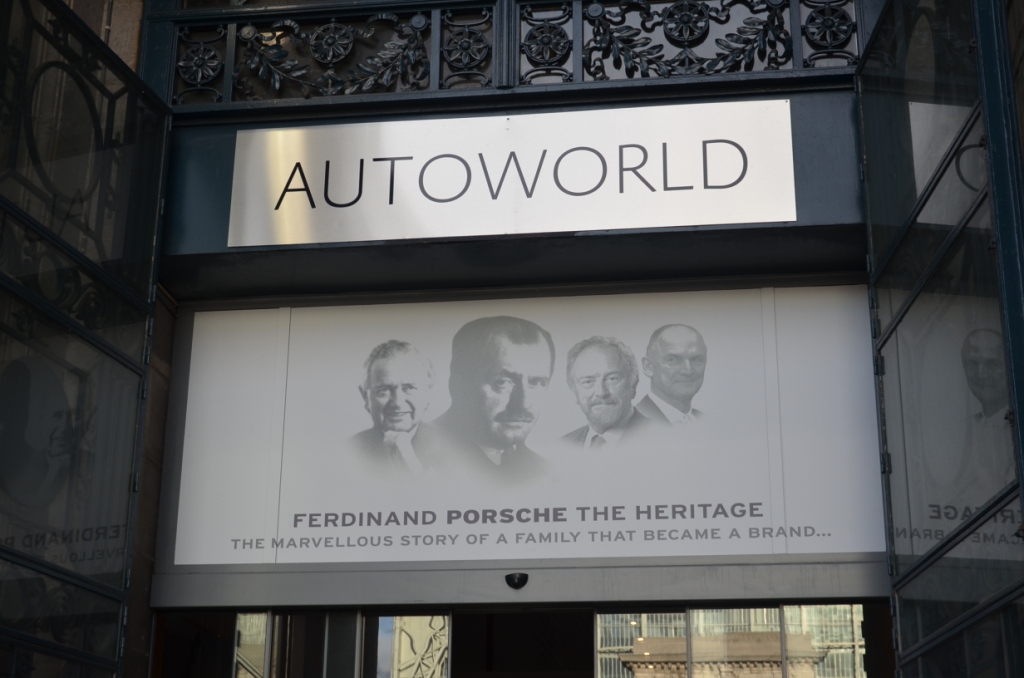 AUTOWORLD
FERDINAND PORSCHE THE HERITAGE
THE MARVELLOUS STORY OF A FAMILY THAT BECAME A BRAND...